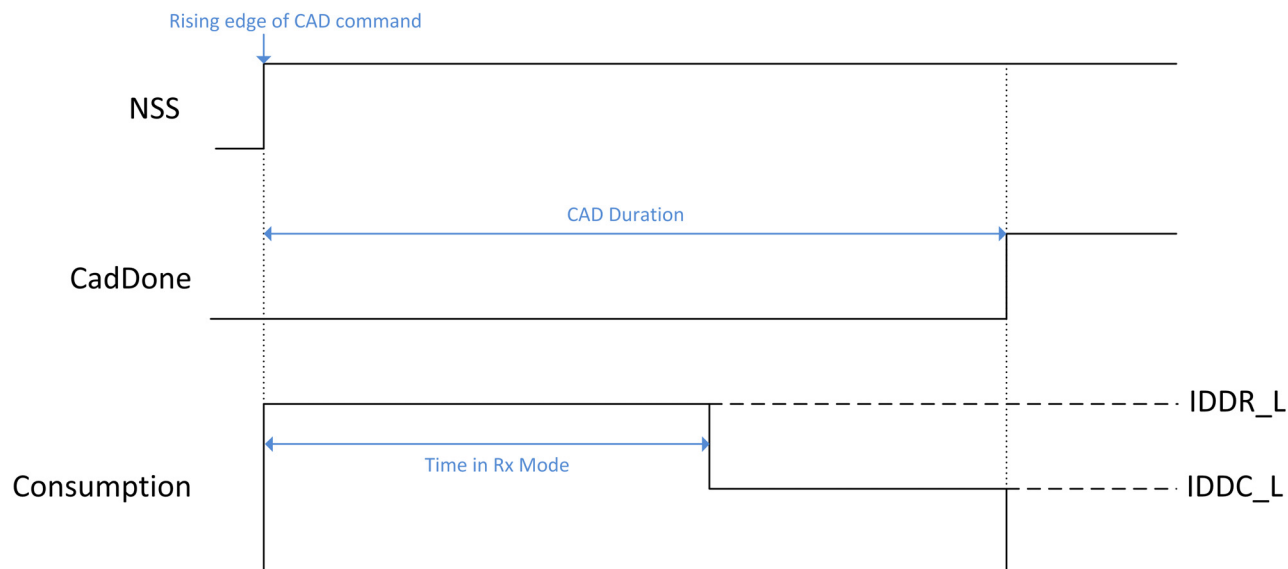 Rising edge of CAD command
NSS
CAD Duration
CadDone
IDDR_L
Time in Rx Mode
Consumption
IDDC_L